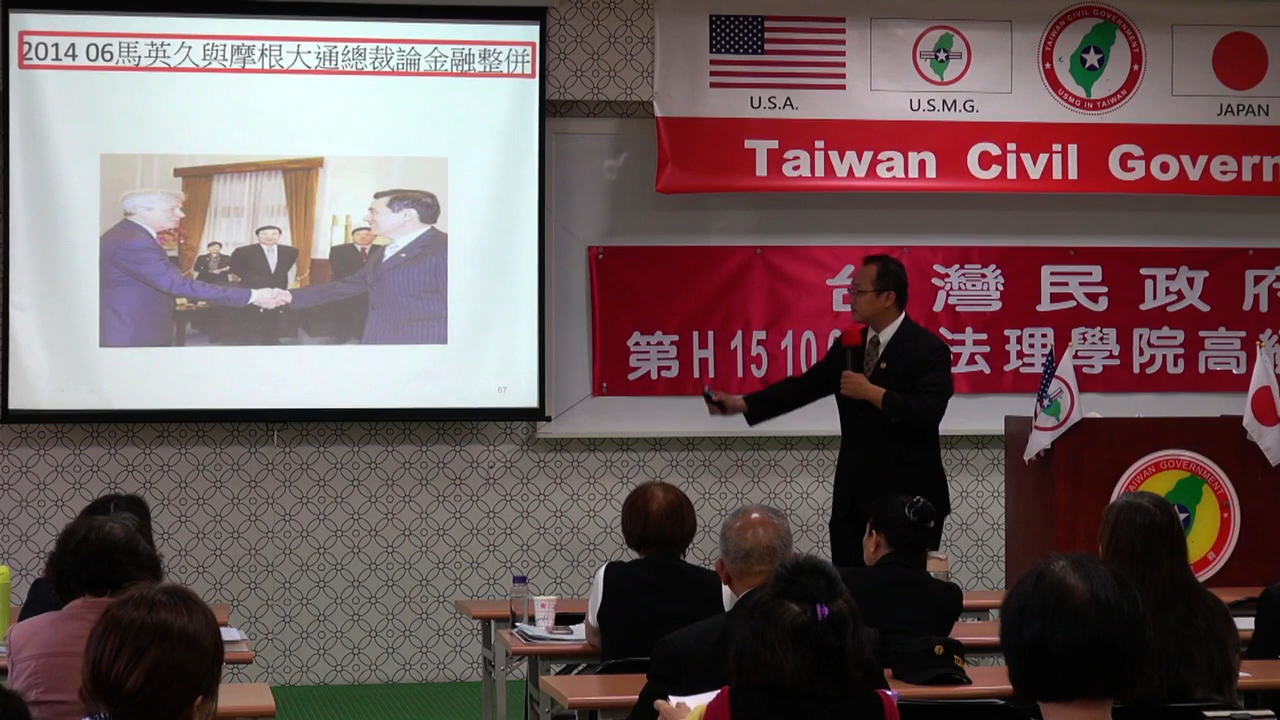 2014 06馬英久與摩根大通總裁論金融整併
67
U.S.A.
U.S.M.G.
TAIWAN CIVIL GOVERNMENT
USMG IN TAIWAN
JAPAN
Taiwan Civil Govern
台灣民政府
第H 15 10 法理學院高
TAIWAN GOVERNMENT